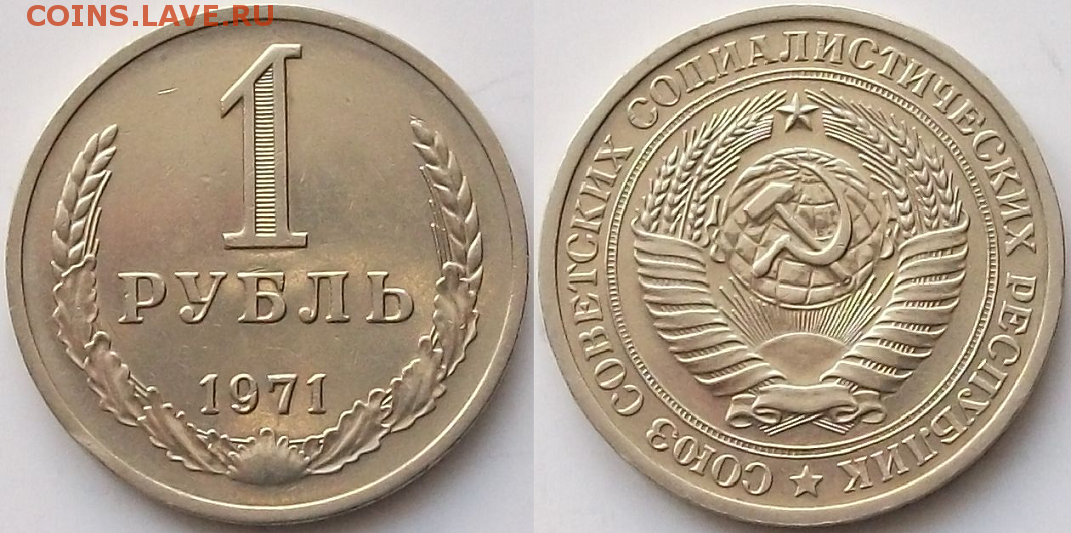 COINS.LAVE.RU
1
РУБЛЬ
1971
СОЮЗ СОВЕТСКИХ СОЦИАЛИСТИЧЕСКИХ РЕСПУБЛИК